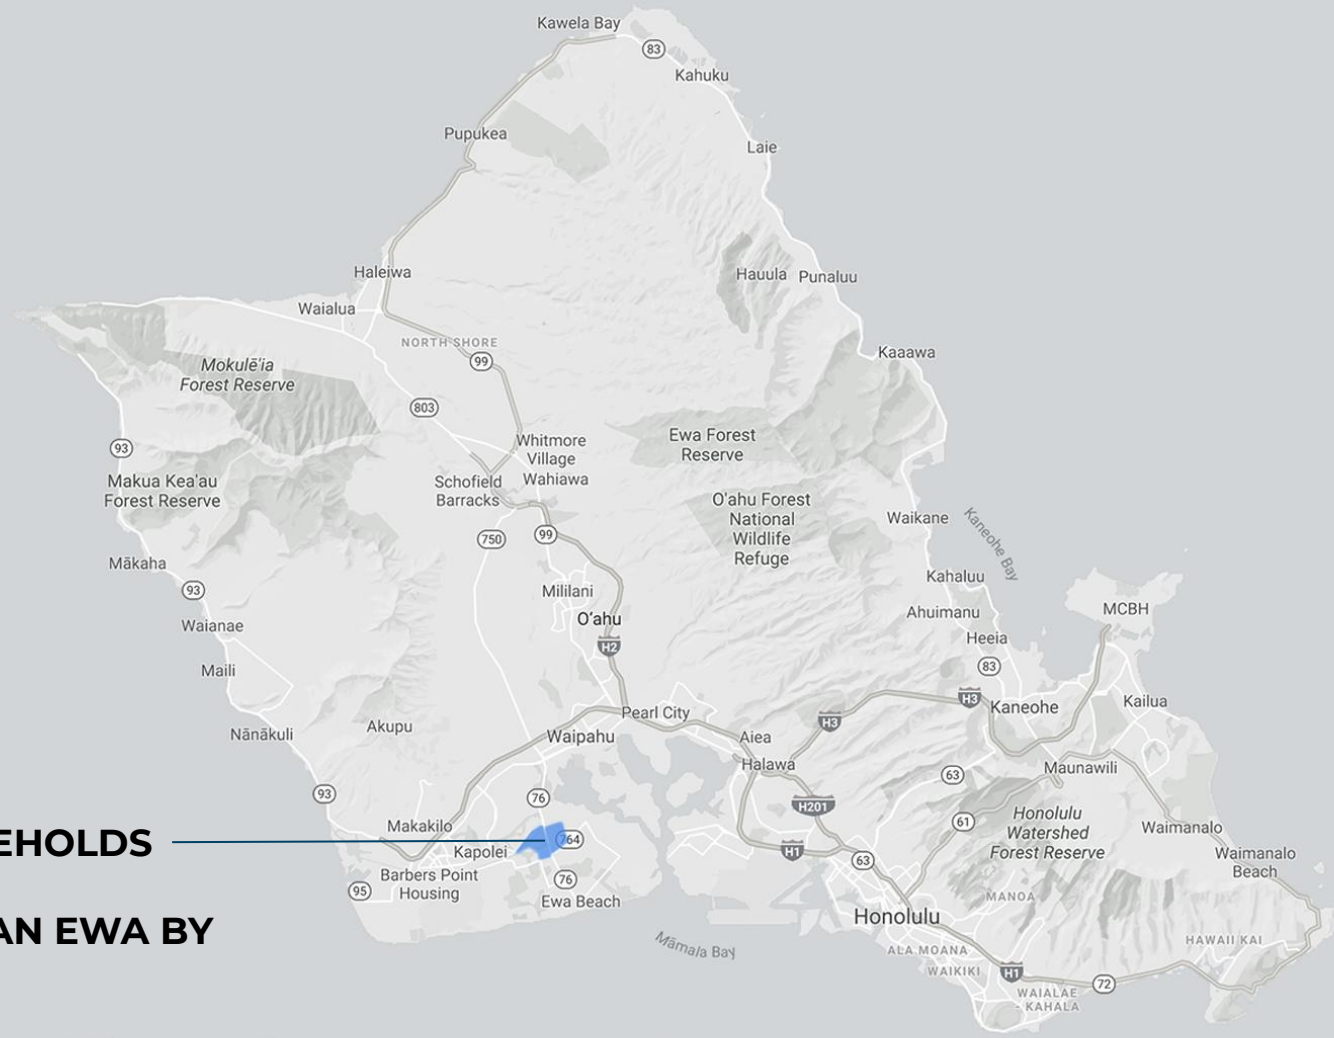 Kawela Bay
83
Kahuku
Pupukea
Laie
Haleiwa
Hauula
Punaluu
Waialua
NORTH SHORE
99
Kaaawa
Mokulē'ia
Forest Reserve
803
93
Whitmore
Village
Wahiawa
Ewa Forest
Reserve
Makua Kea'au
Forest Reserve
Schofield
Barracks
O'ahu Forest
National
Wildlife
Refuge
750
99
Waikane
Kaneohe Bay
Mākaha
93
Mililani
Kahaluu
Waianae
O'ahu
H2
Ahuimanu
MCBH
Heeia
83
Maili
H3
Kaneohe
Kailua
Nānākuli
Akupu
Pearl City
Waipahu
H3
Aiea
Halawa
63
Maunawili
93
76
H201
61
Honolulu
Watershed
Forest Reserve
Waimanalo
Makakilo
EHOLDS
764
Kapolei
H1
63
Waimanalo
Beach
95
Barbers Point
Housing
76
Ewa Beach
MANOA
Honolulu
AN EWA BY
Māmala Bay
ALA MOANA
HAWAII KAI
WAIKIKI
H1
72
WAIALAE
- KAHALA